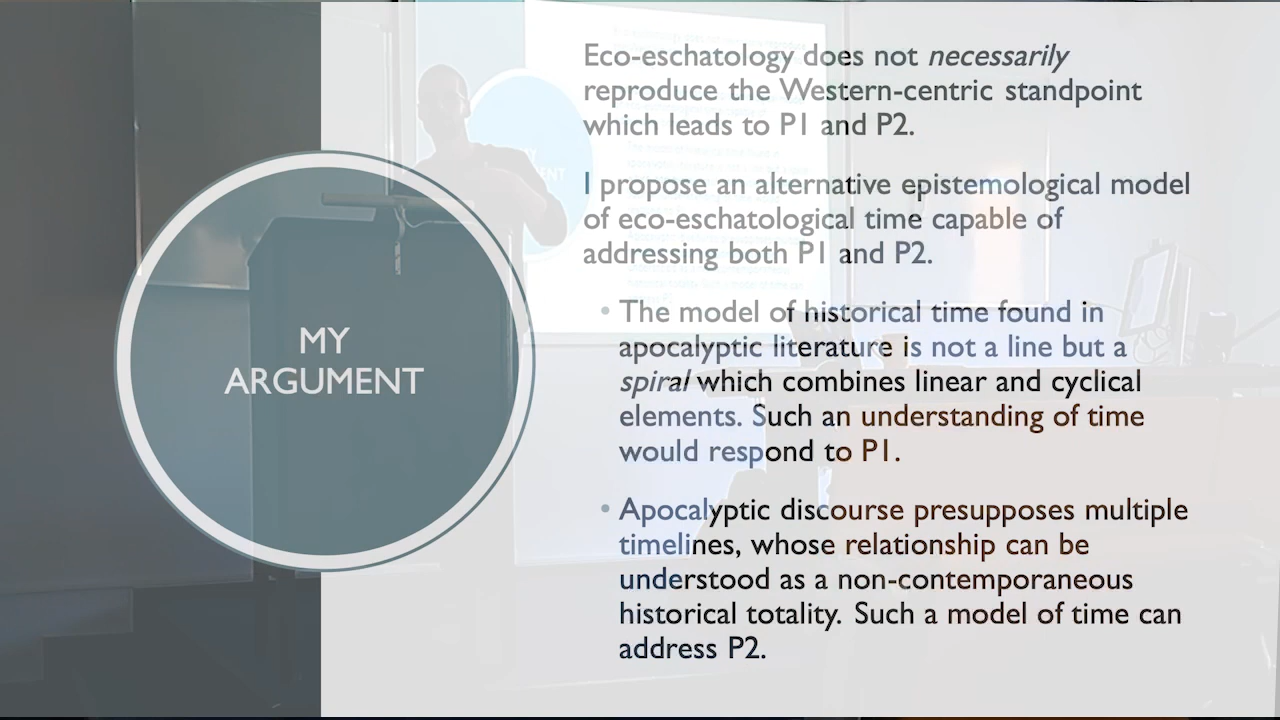 MY
ARGUMENT
Eco-eschatology does not necessarily
reproduce the Western-centric standpoint
which leads to P1 and P2.
I propose an alternative epistemological model
of eco-eschatological time capable of
addressing both P1 and P2.
• The model of historical time found in
apocalyptic literature is not a line but a
spiral which combines linear and cyclical
elements. Such an understanding of time
would respond to P1.
• Apocalyptic discourse presupposes multiple
timelines, whose relationship can be
understood as a non-contemporaneous
historical totality. Such a model of time can
address P2.